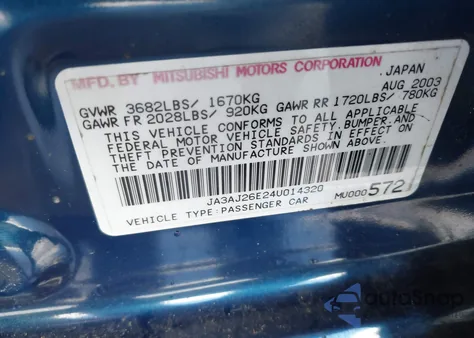 MFD. BY MITSUBISHI MOTORS CORPORATION
JAPAN
AUG 2003
GVWR 3682LBS/ 1670KG
GAWR FR 2028LBS/ 920KG GAWR RR 1720LBS/ 780KG
THIS VEHICLE CONFORMS TO ALL APPLICABLE
FEDERAL MOTOR VEHICLE SAFETY, BUMPER, AND
THEFT PREVENTION STANDARDS IN EFFECT ON
THE DATE OF MANUFACTURE SHOWN ABOVE.
JA3AJ26E24U014320
MU000572
VEHICLE TYPE:PASSENGER CAR
autoSnap